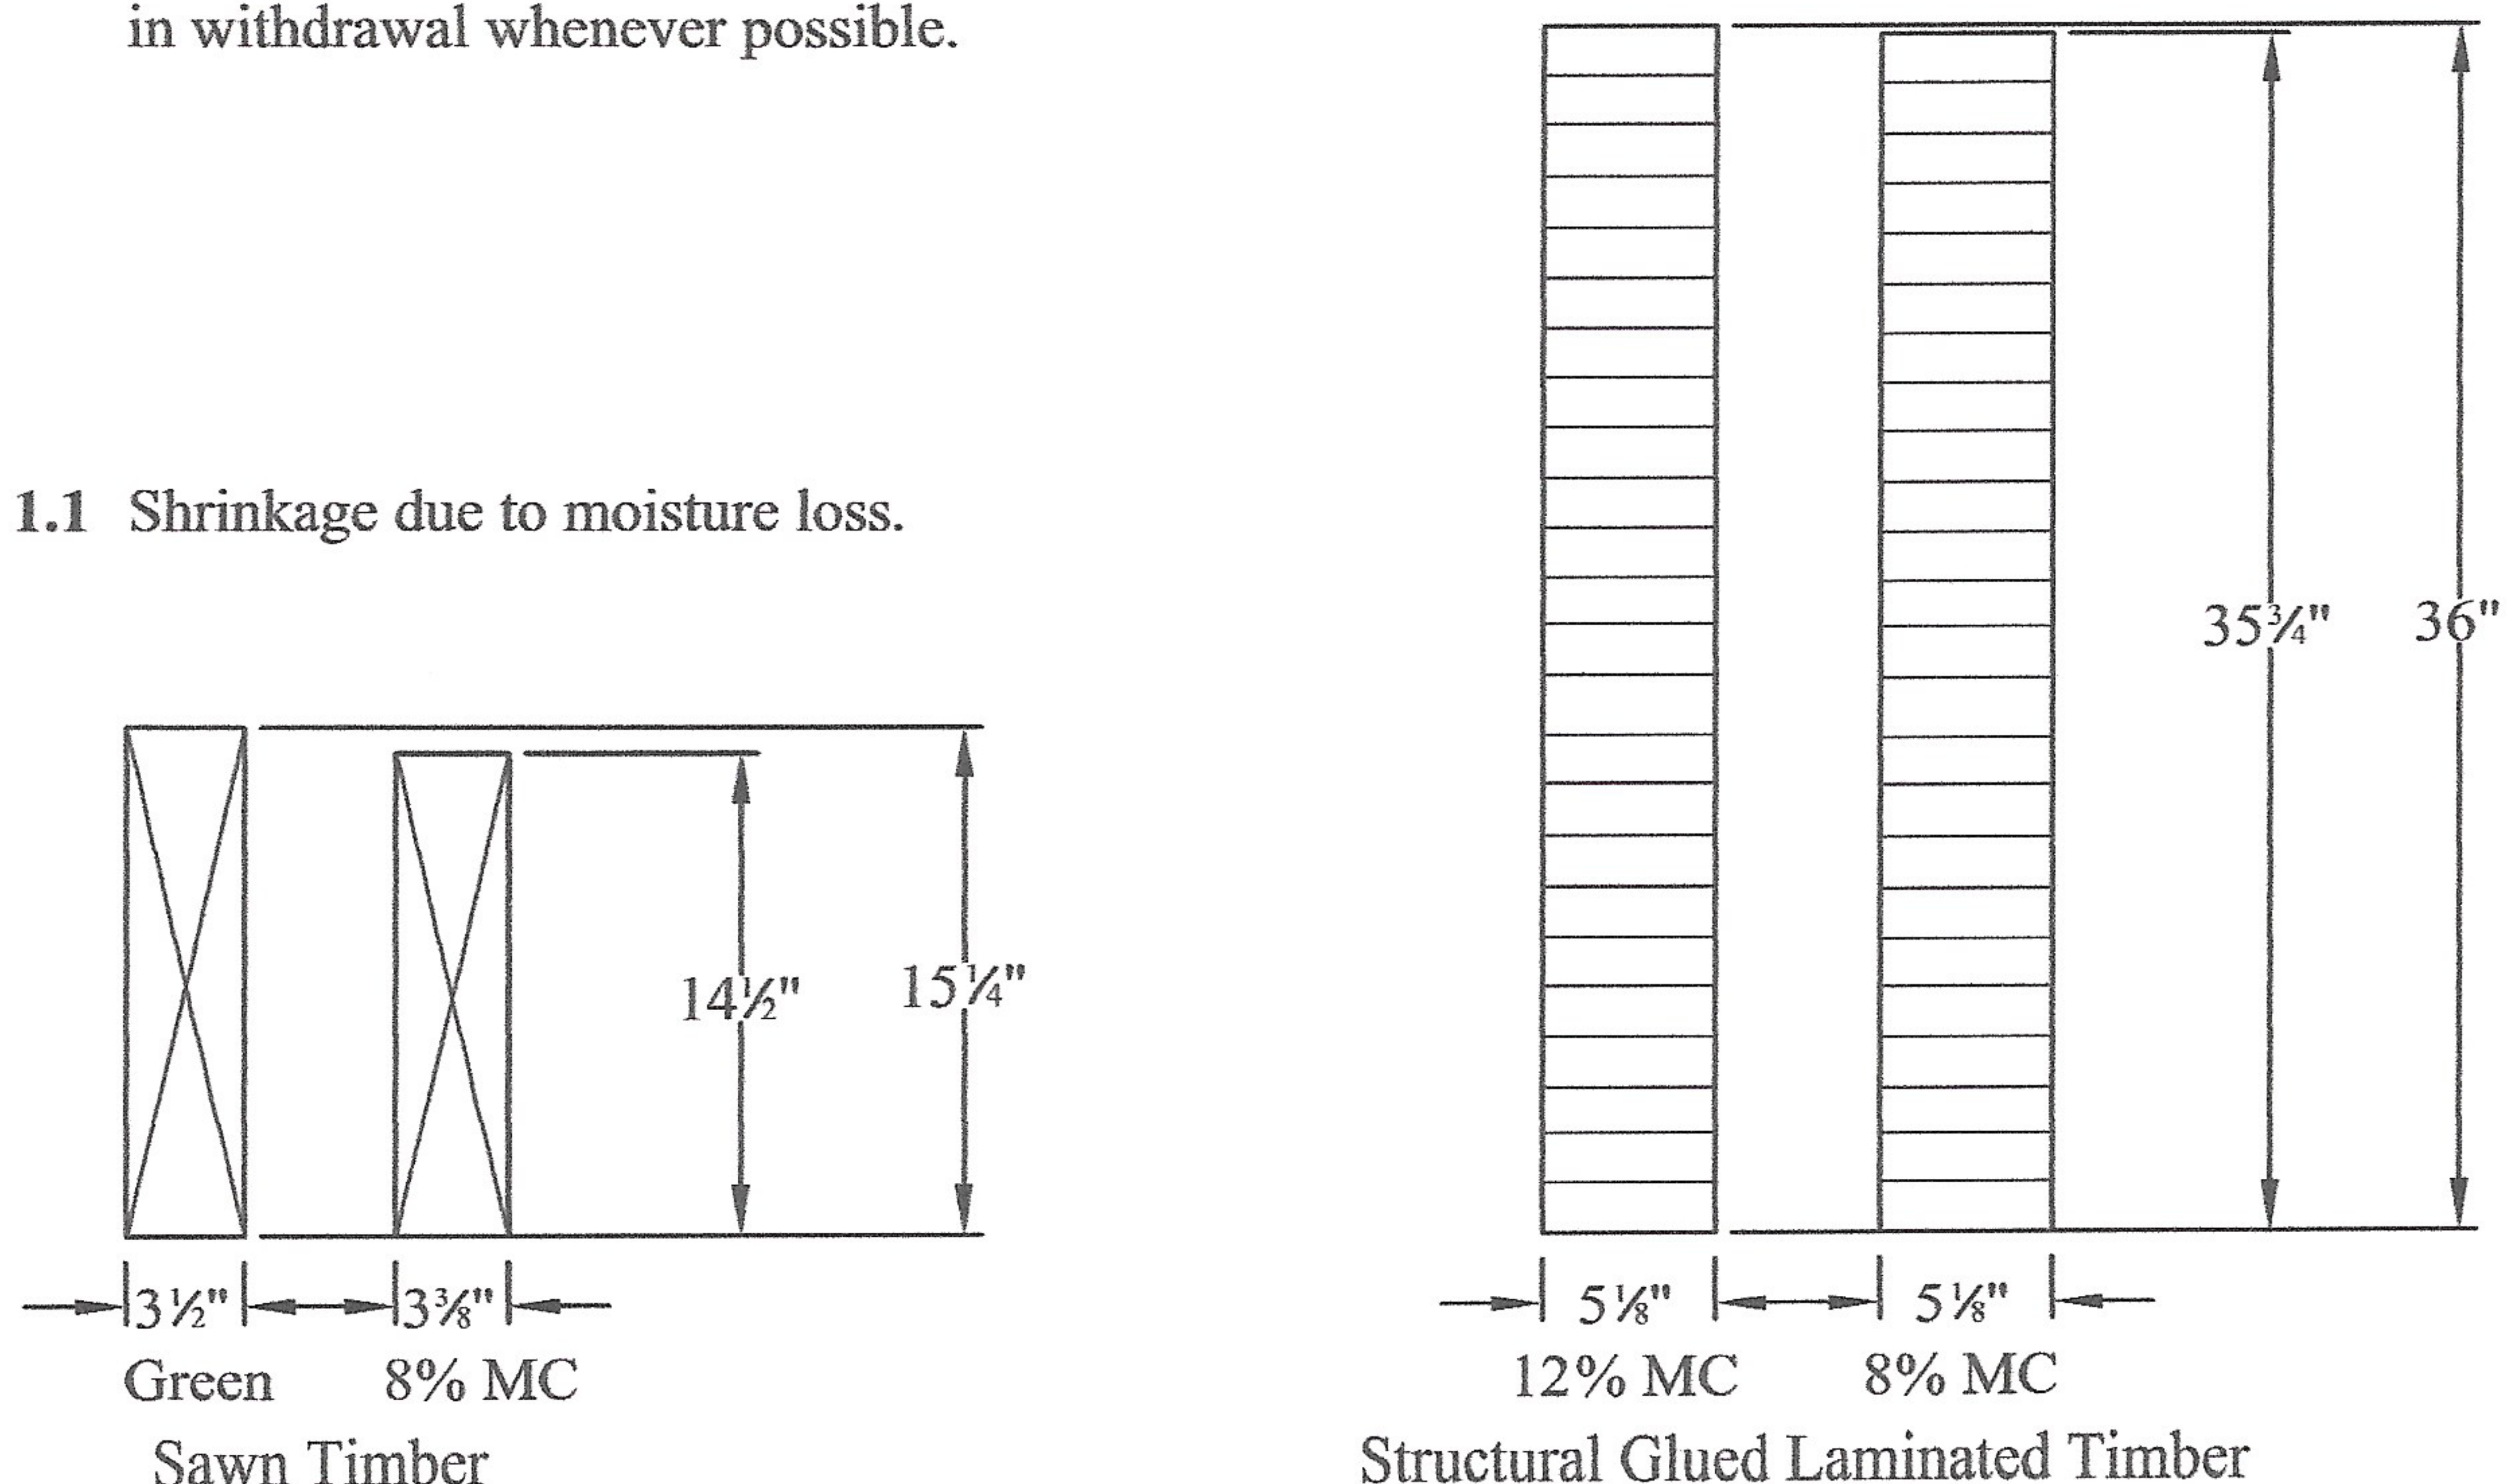 in withdrawal whenever possible.
1.1 Shrinkage due to moisture loss.
14½"
15¼"
3½"
3⅜"
Green
8% MC
Sawn Timber
35¾"
36"
5⅛"
5⅛"
12% MC
8% MC
Structural Glued Laminated Timber